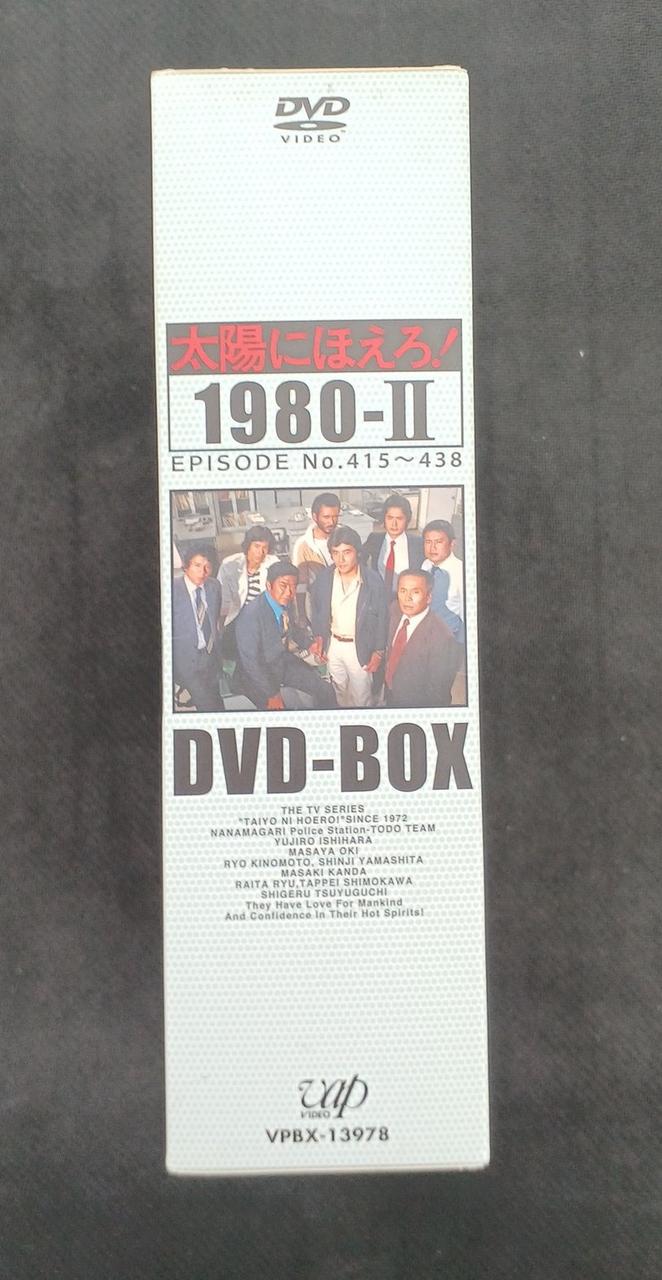 DVD
VIDEO™
太陽にほえろ!
1980-II
EPISODE No.415〜438
DVD-BOX
THE TV SERIES
"TAIYO NI HOERO!"SINCE 1972
NANAMAGARI Police Station-TODO TEAM
YUJIRO ISHIHARA
MASAYA OKI
RYO KINOMOTO, SHINJI YAMASHITA
MASAKI KANDA
RAITA RYU,TAPPEI SHIMOKAWA
SHIGERU TSUYUGUCHI
They Have Love For Mankind
And Confidence In Their Hot Spirits!
vap
VIDEO
VPBX-13978